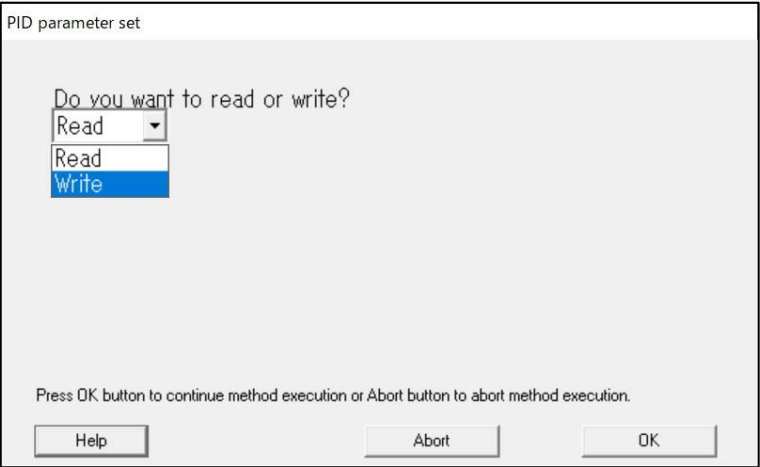 PID parameter set
Do you want to read or write?
Read
Read
Write
Press OK button to continue method execution or Abort button to abort method execution.
Help Abort OK